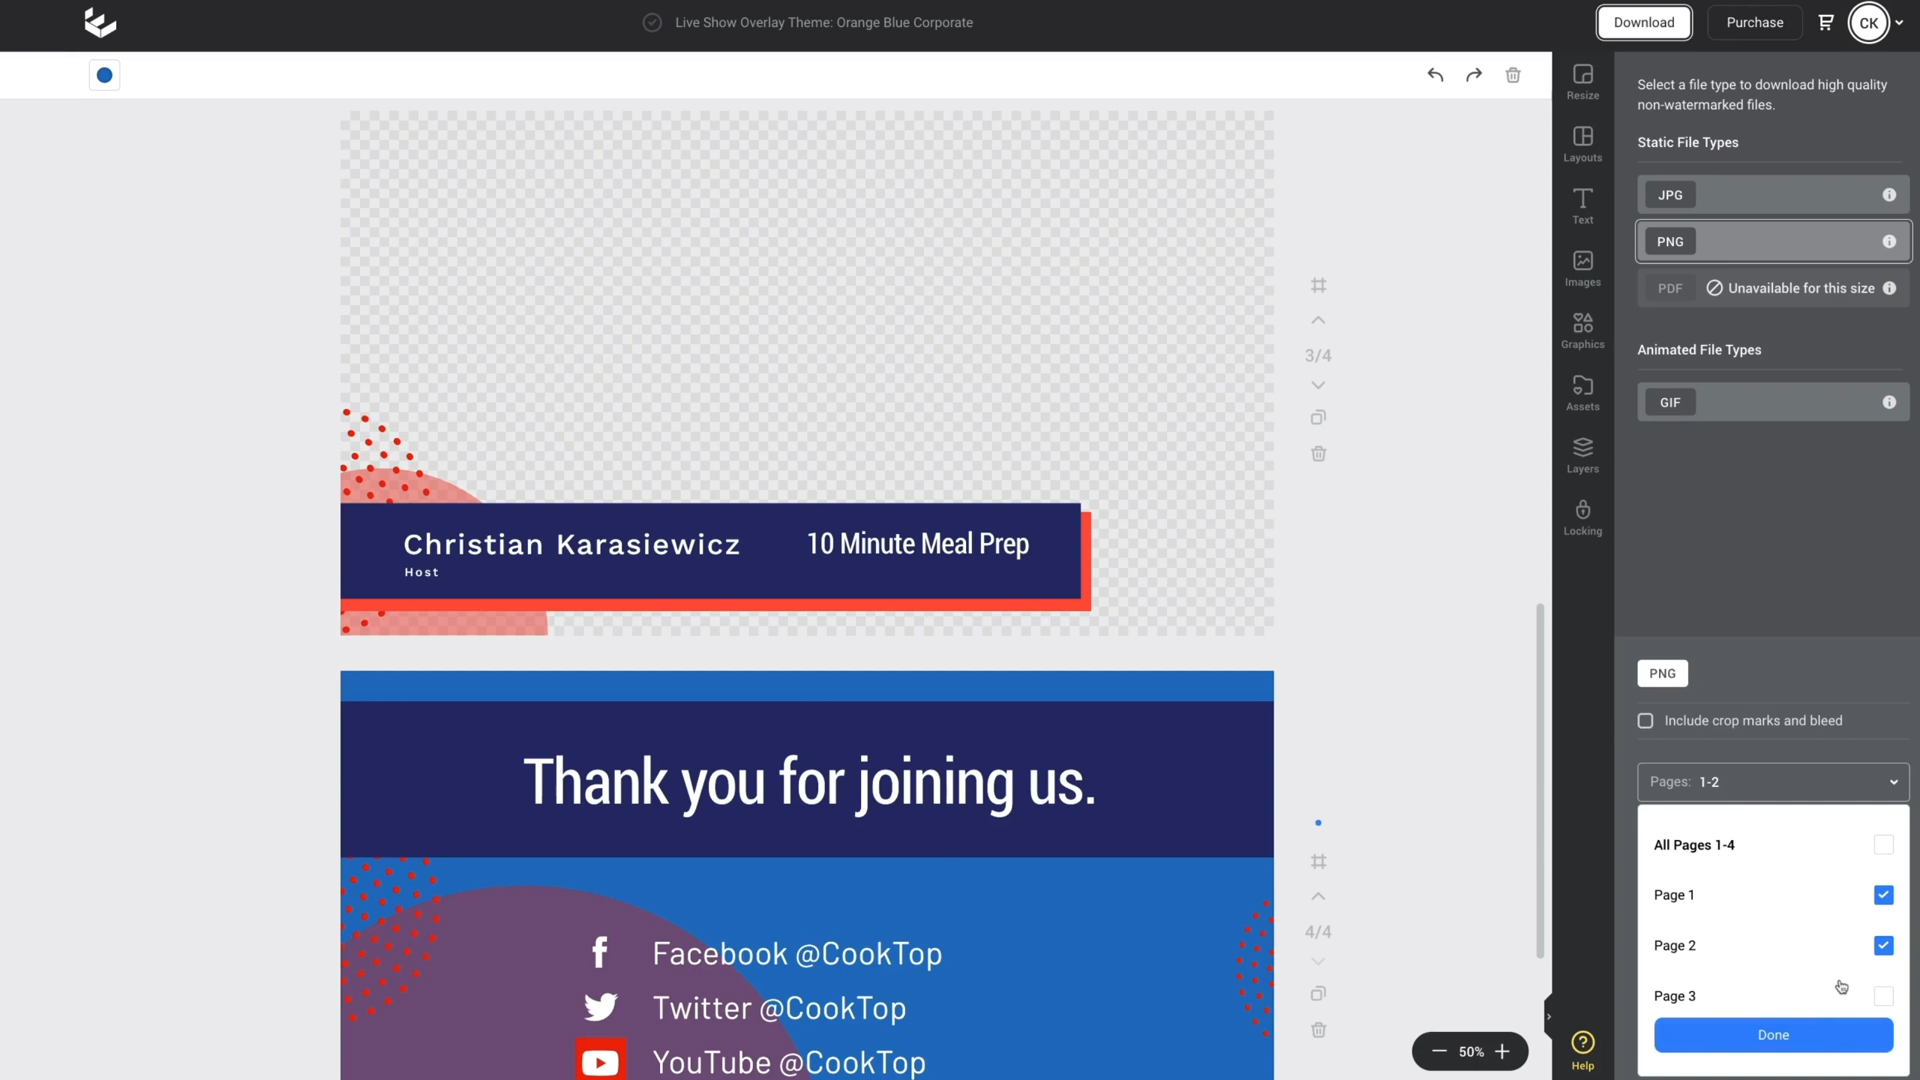 Live Show Overlay Theme: Orange Blue Corporate
Download
Purchase
CK
Resize
Layouts
Text
Images
Graphics
Assets
Layers
Locking
Help
Select a file type to download high quality
non-watermarked files.
Static File Types
JPG
PNG
PDF
Unavailable for this size
Animated File Types
GIF
3/4
Christian Karasiewicz
Host
10 Minute Meal Prep
Thank you for joining us.
Facebook @CookTop
Twitter @CookTop
YouTube @CookTop
4/4
50%
PNG
Include crop marks and bleed
Pages: 1-2
All Pages 1-4
Page 1
Page 2
Page 3
Done